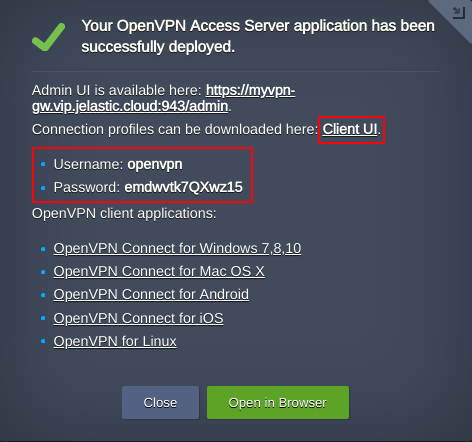 Your OpenVPN Access Server application has been
successfully deployed.
Admin UI is available here: https://myvpn-
gw.vip.jelastic.cloud:943/admin.
Connection profiles can be downloaded here: Client UI.
Username: openvpn
Password: emdwvtk7QXwz15
OpenVPN client applications:
OpenVPN Connect for Windows 7,8,10
OpenVPN Connect for Mac OS X
OpenVPN Connect for Android
OpenVPN Connect for iOS
OpenVPN for Linux
Close
Open in Browser